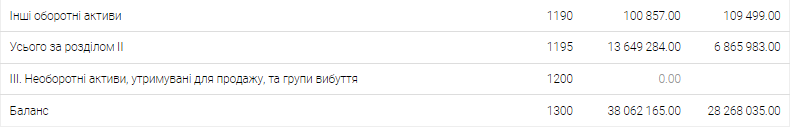 Інші оборотні активи 1190 100 857.00 109 499.00
Усього за розділом II 1195 13 649 284.00 6 865 983.00
III. Необоротні активи, утримувані для продажу, та групи вибуття 1200 0.00
Баланс 1300 38 062 165.00 28 268 035.00